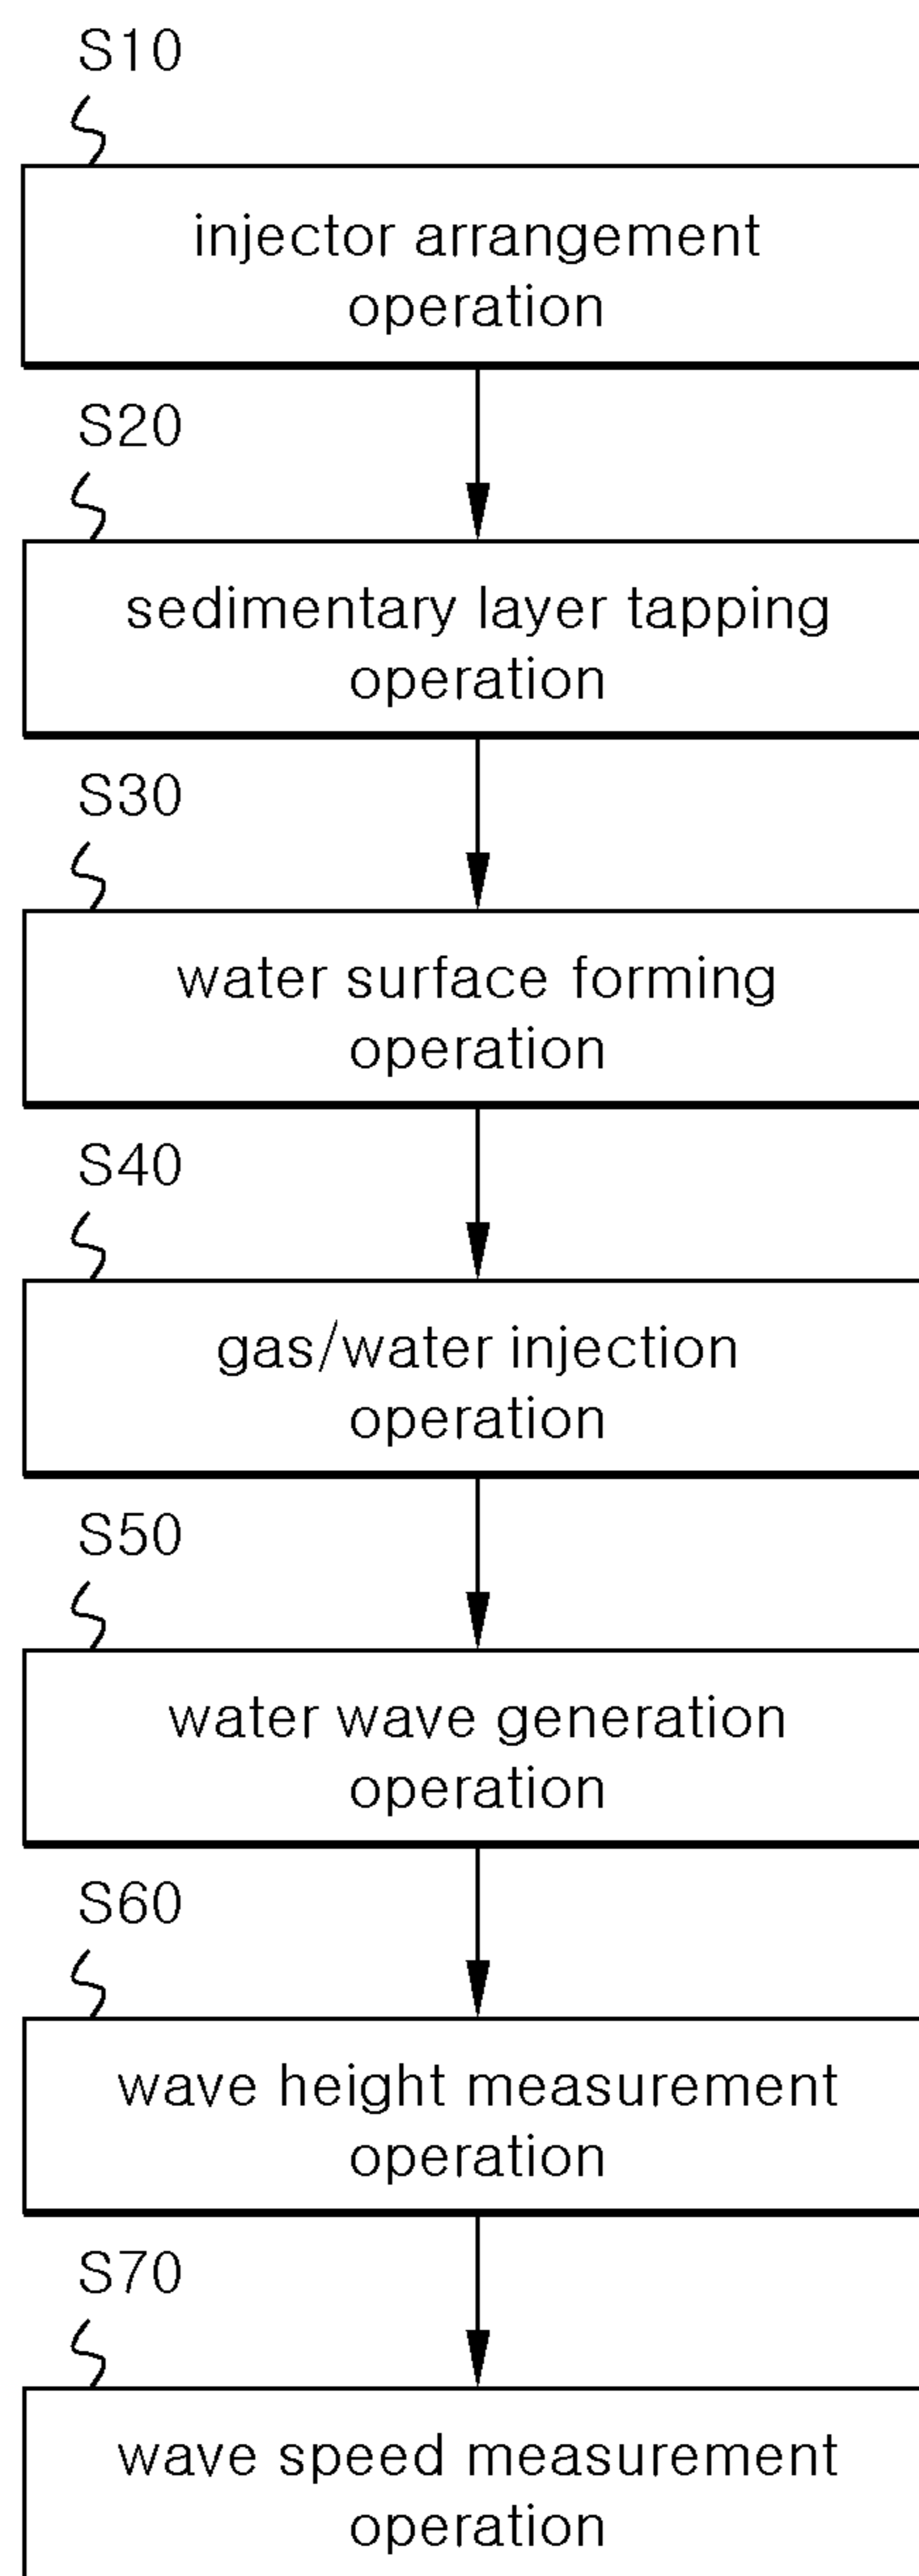 S10
injector arrangement
operation
S20
sedimentary layer tapping
operation
S30
water surface forming
operation
S40
gas/water injection
operation
S50
water wave generation
operation
S60
wave height measurement
operation
S70
wave speed measurement
operation